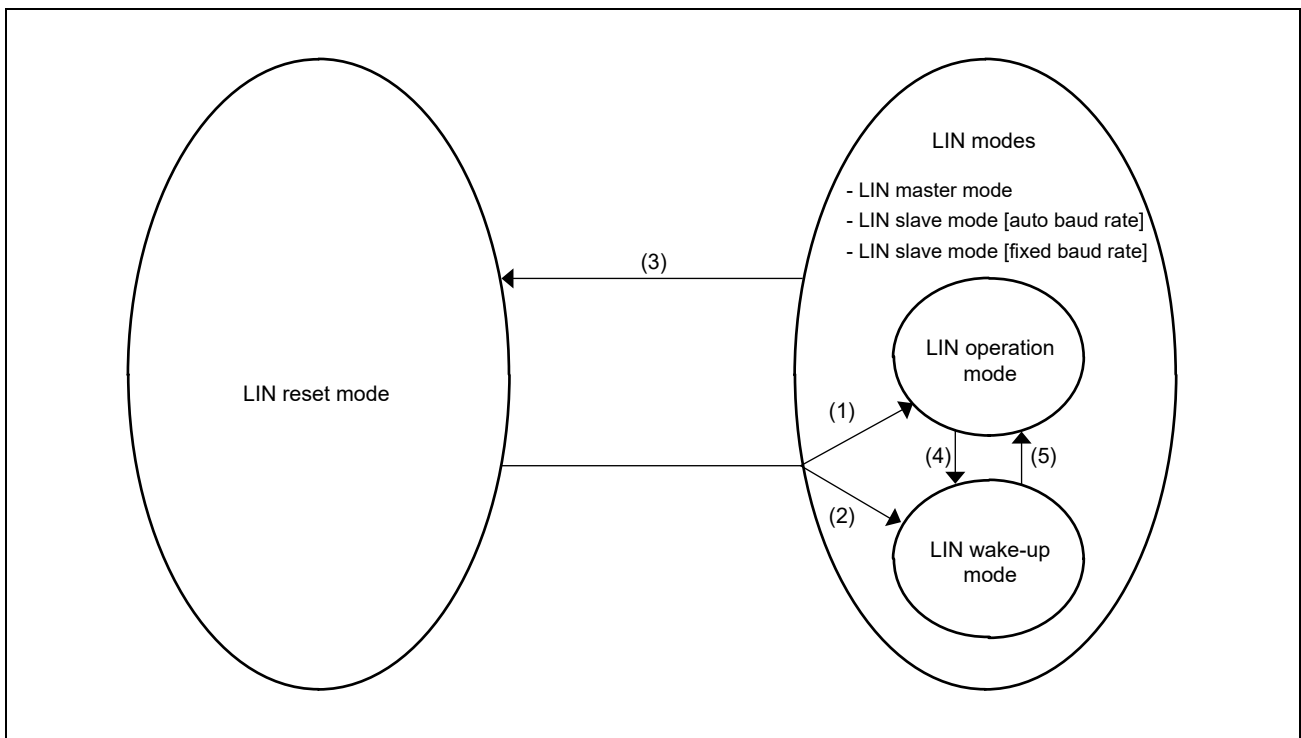 LIN modes
- LIN master mode
- LIN slave mode [auto baud rate]
- LIN slave mode [fixed baud rate]
(3)
LIN operation
mode
LIN reset mode
(1)
(4)
(5)
(2)
LIN wake-up
mode